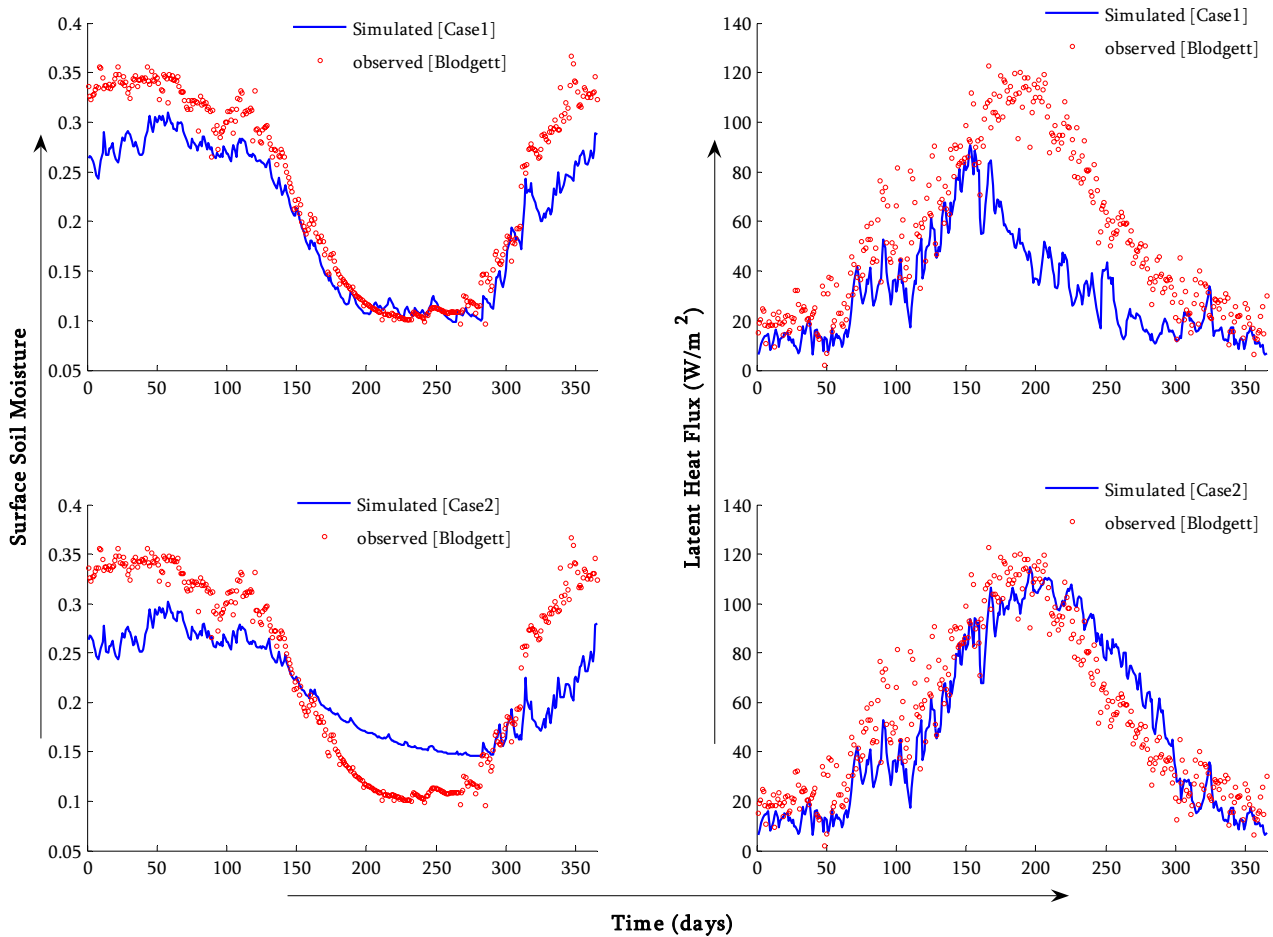 Simulated [Case1]
observed [Blodgett]
0.4
0.35
0.3
0.25
0.2
0.15
0.1
0.05
0 50 100 150 200 250 300 350
Simulated [Case1]
observed [Blodgett]
140
120
100
80
60
40
20
0
0 50 100 150 200 250 300 350
Surface Soil Moisture
Latent Heat Flux (W/m 2)
Simulated [Case2]
observed [Blodgett]
0.4
0.35
0.3
0.25
0.2
0.15
0.1
0.05
0 50 100 150 200 250 300 350
Simulated [Case2]
observed [Blodgett]
140
120
100
80
60
40
20
0
0 50 100 150 200 250 300 350
Time (days)